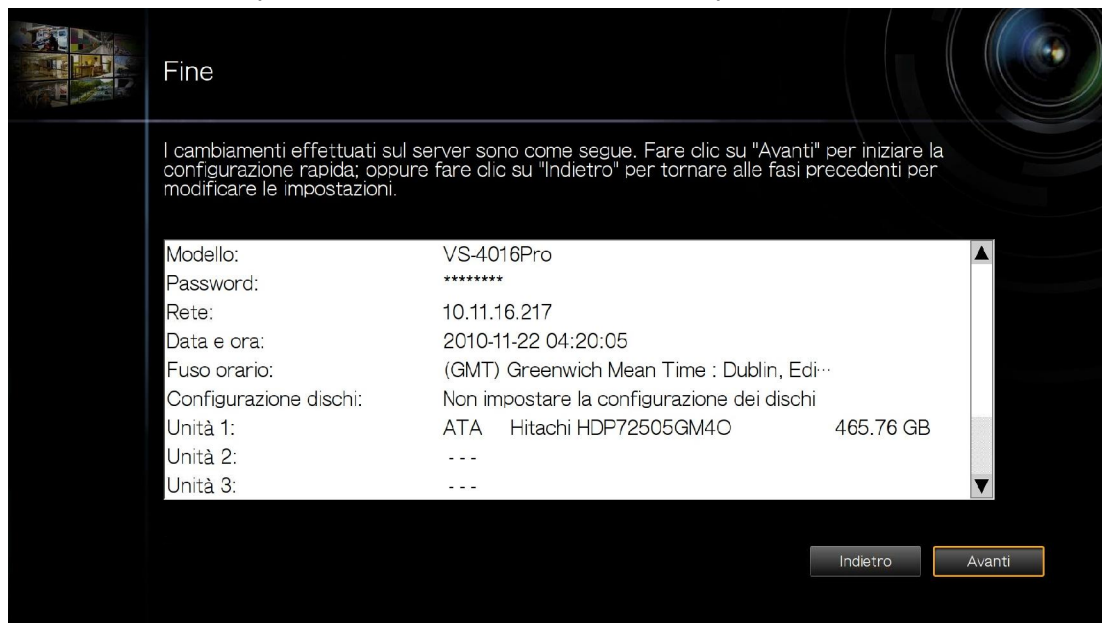 Fine
I cambiamenti effettuati sul server sono come segue. Fare clic su "Avanti" per iniziare la
configurazione rapida; oppure fare clic su "Indietro" per tornare alle fasi precedenti per
modificare le impostazioni.
Modello: VS-4016Pro
Password: ********
Rete: 10.11.16.217
Data e ora: 2010-11-22 04:20:05
Fuso orario: (GMT) Greenwich Mean Time : Dublin, Edi...
Configurazione dischi: Non impostare la configurazione dei dischi
Unità 1: ATA Hitachi HDP72505GM4O 465.76 GB
Unità 2: - - -
Unità 3: - - -
Indietro Avanti